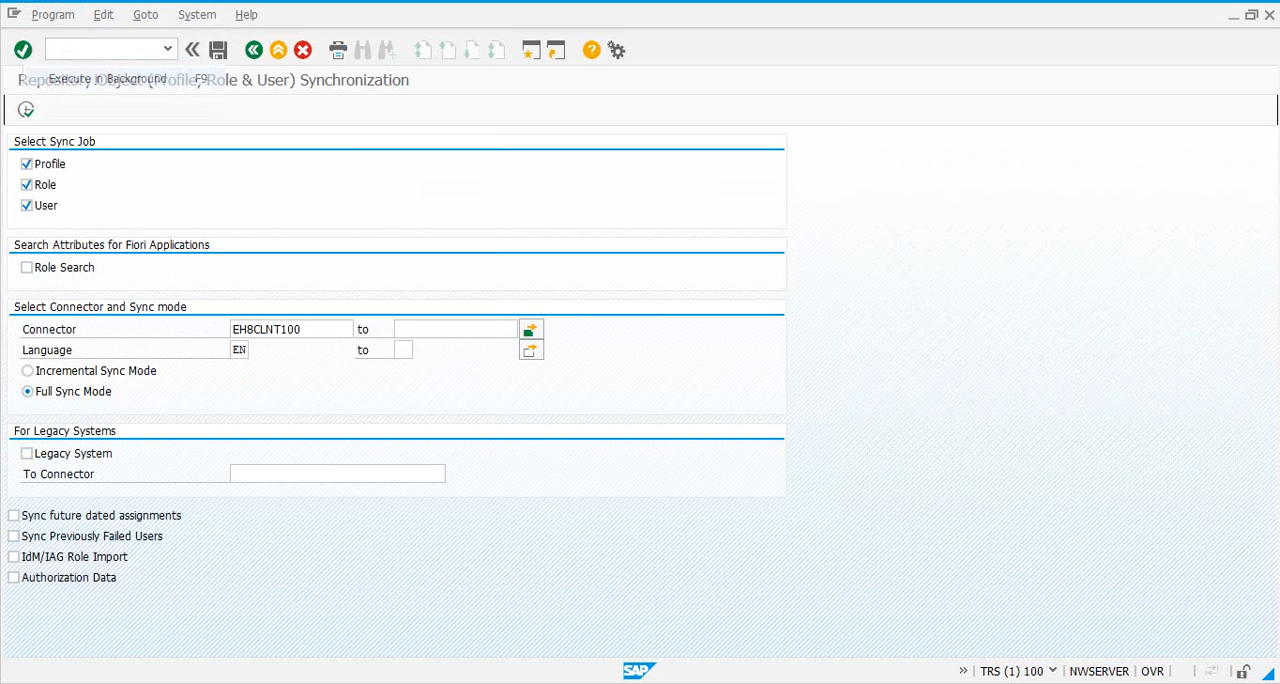 Program Edit Goto System Help
Repository Object (Profile, Role & User) Synchronization
Execute in Background F9
Select Sync Job
Profile
Role
User
Search Attributes for Fiori Applications
Role Search
Select Connector and Sync mode
Connector EH8CLNT100 to
Language EN to
Incremental Sync Mode
Full Sync Mode
For Legacy Systems
Legacy System
To Connector
Sync future dated assignments
Sync Previously Failed Users
IdM/IAG Role Import
Authorization Data
SAP » TRS (1) 100 NWSERVER OVR